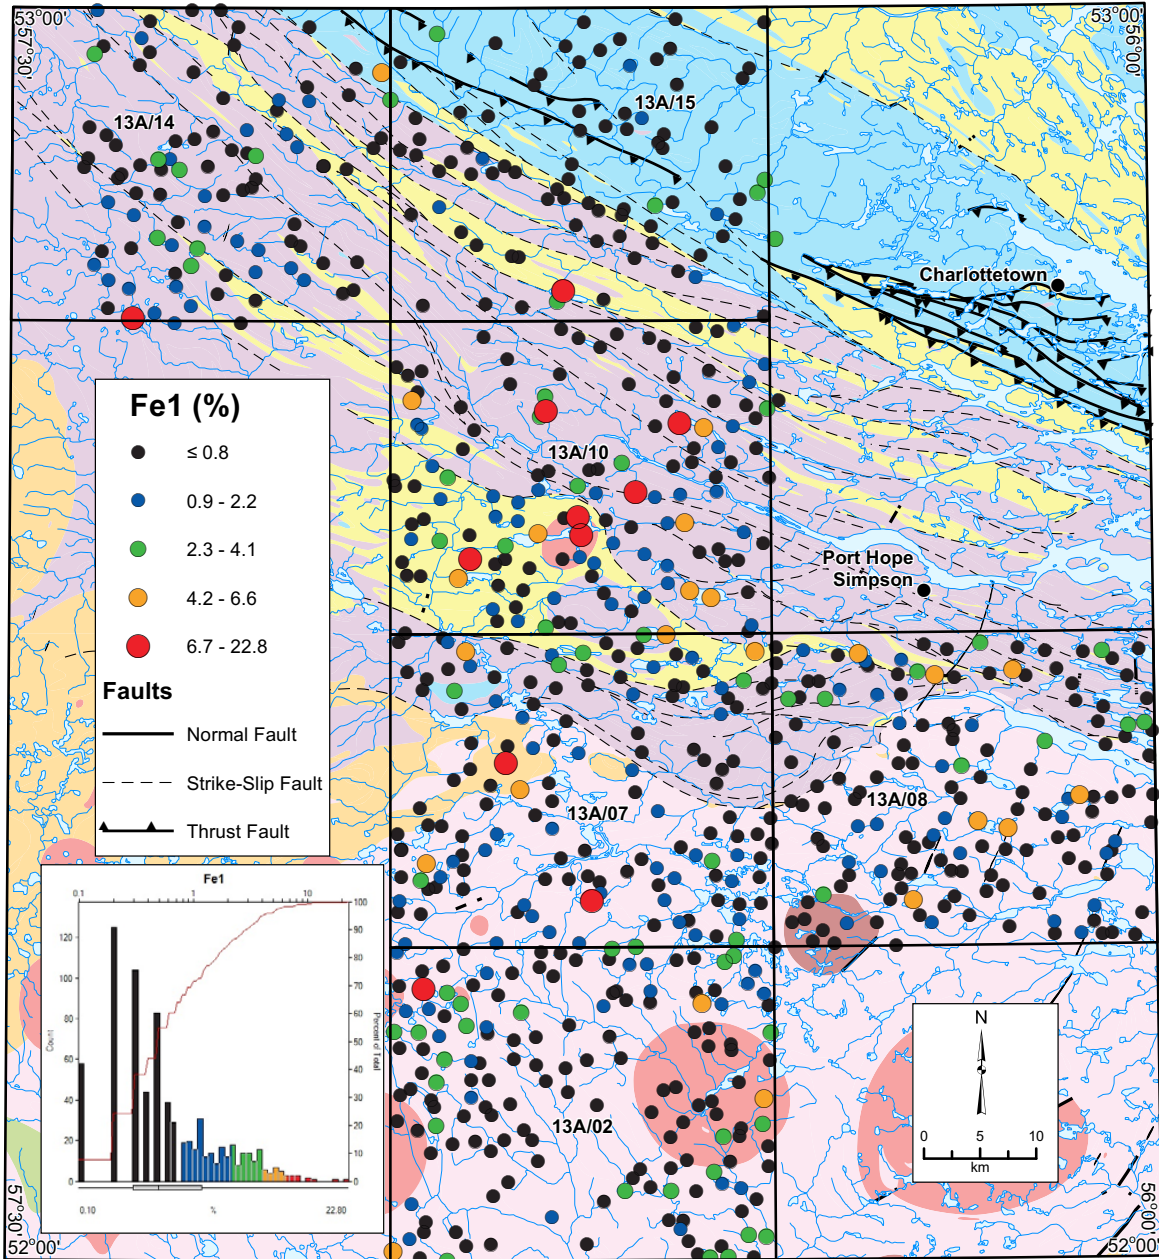 53°00'
57°30'
53°00'
56°00'
13A/15
13A/14
Charlottetown
Fe1 (%)
≤ 0.8
0.9 - 2.2
2.3 - 4.1
4.2 - 6.6
6.7 - 22.8
Faults
Normal Fault
Strike-Slip Fault
Thrust Fault
13A/10
Port Hope
Simpson
13A/07
13A/08
Fe1
0.1 1 10
100
90
80
70
60
50
40
30
20
10
0
120
100
80
60
40
20
0
Count
Percent of Total
0.10 % 22.80
13A/02
N
0 5 10
km
57°30'
52°00'
56°00'
52°00'